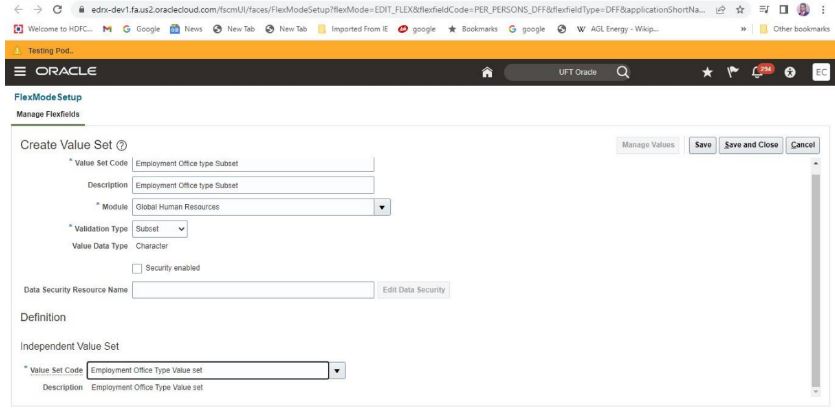 edrx-dev1.fa.us2.oraclecloud.com/fscmUI/faces/FlexModeSetup?flexMode=EDIT_FLEX&flexfieldCode=PER_PERSONS_DFF&flexfieldType=DFF&applicationShortNa...
Welcome to HDFC... Google News New Tab New Tab Imported From IE google Bookmarks google W AGL Energy - Wikip... » Other bookmarks
Testing Pod..
ORACLE UFT Oracle 294 EC
FlexModeSetup
Manage Flexfields
Create Value Set Manage Values Save Save and Close Cancel
* Value Set Code Employment Office type Subset
Description Employment Office type Subset
* Module Global Human Resources
* Validation Type Subset
Value Data Type Character
Security enabled
Data Security Resource Name Edit Data Security
Definition
Independent Value Set
* Value Set Code Employment Office Type Value set
Description Employment Office Type Value set